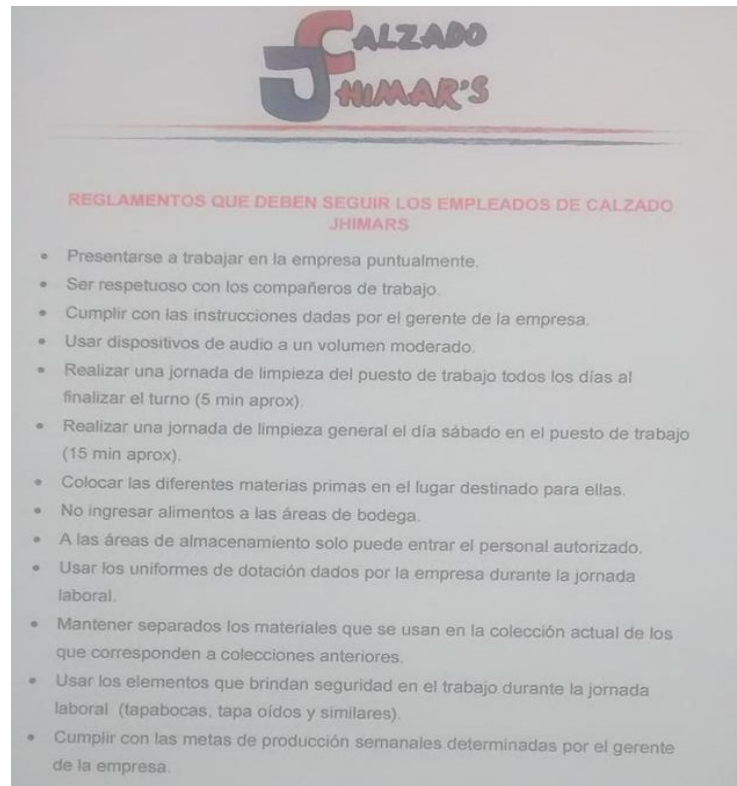 CALZADO
JHIMAR'S
REGLAMENTOS QUE DEBEN SEGUIR LOS EMPLEADOS DE CALZADO
JHIMARS
• Presentarse a trabajar en la empresa puntualmente.
• Ser respetuoso con los compañeros de trabajo.
• Cumplir con las instrucciones dadas por el gerente de la empresa.
• Usar dispositivos de audio a un volumen moderado.
• Realizar una jornada de limpieza del puesto de trabajo todos los días al
finalizar el turno (5 min aprox).
• Realizar una jornada de limpieza general el día sábado en el puesto de trabajo
(15 min aprox).
• Colocar las diferentes materias primas en el lugar destinado para ellas.
• No ingresar alimentos a las áreas de bodega.
• A las áreas de almacenamiento solo puede entrar el personal autorizado.
• Usar los uniformes de dotación dados por la empresa durante la jornada
laboral.
• Mantener separados los materiales que se usan en la colección actual de los
que corresponden a colecciones anteriores.
• Usar los elementos que brindan seguridad en el trabajo durante la jornada
laboral (tapabocas, tapa oídos y similares).
• Cumplir con las metas de producción semanales determinadas por el gerente
de la empresa.